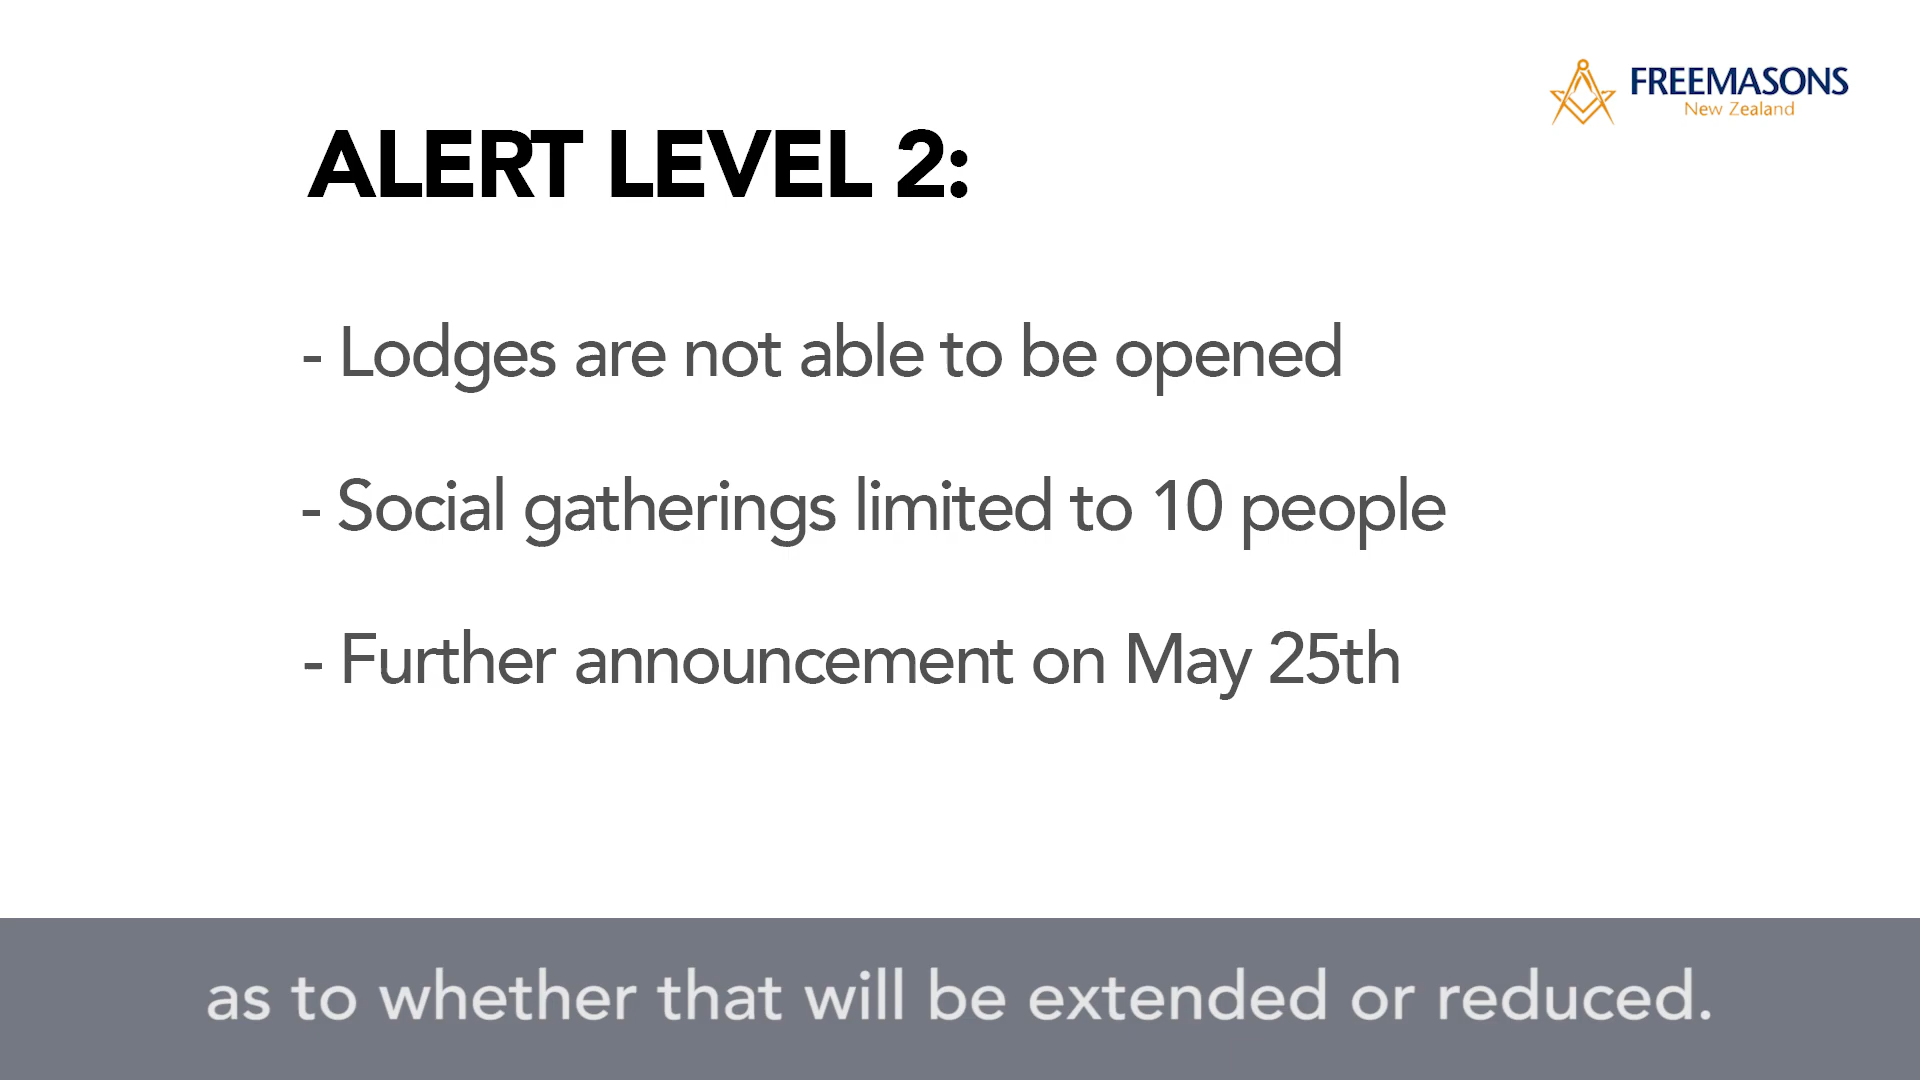 FREEMASONS
New Zealand
ALERT LEVEL 2:
- Lodges are not able to be opened
- Social gatherings limited to 10 people
- Further announcement on May 25th
as to whether that will be extended or reduced.